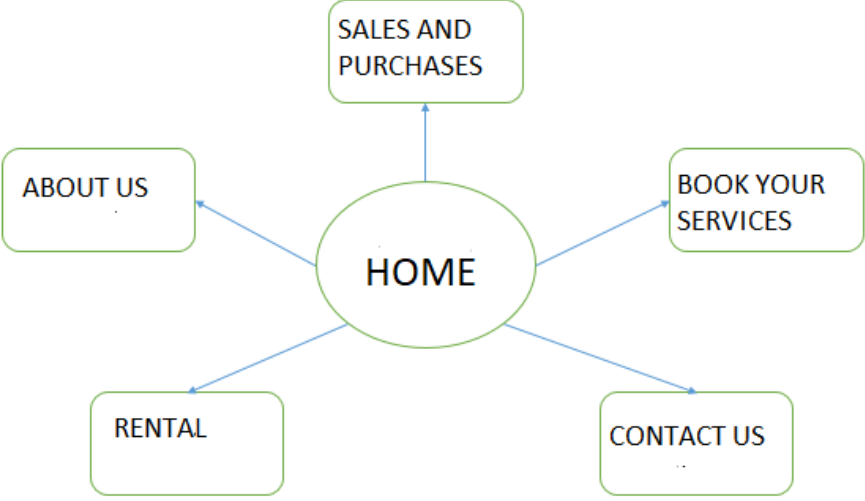 SALES AND
PURCHASES
ABOUT US
BOOK YOUR
SERVICES
HOME
RENTAL
CONTACT US